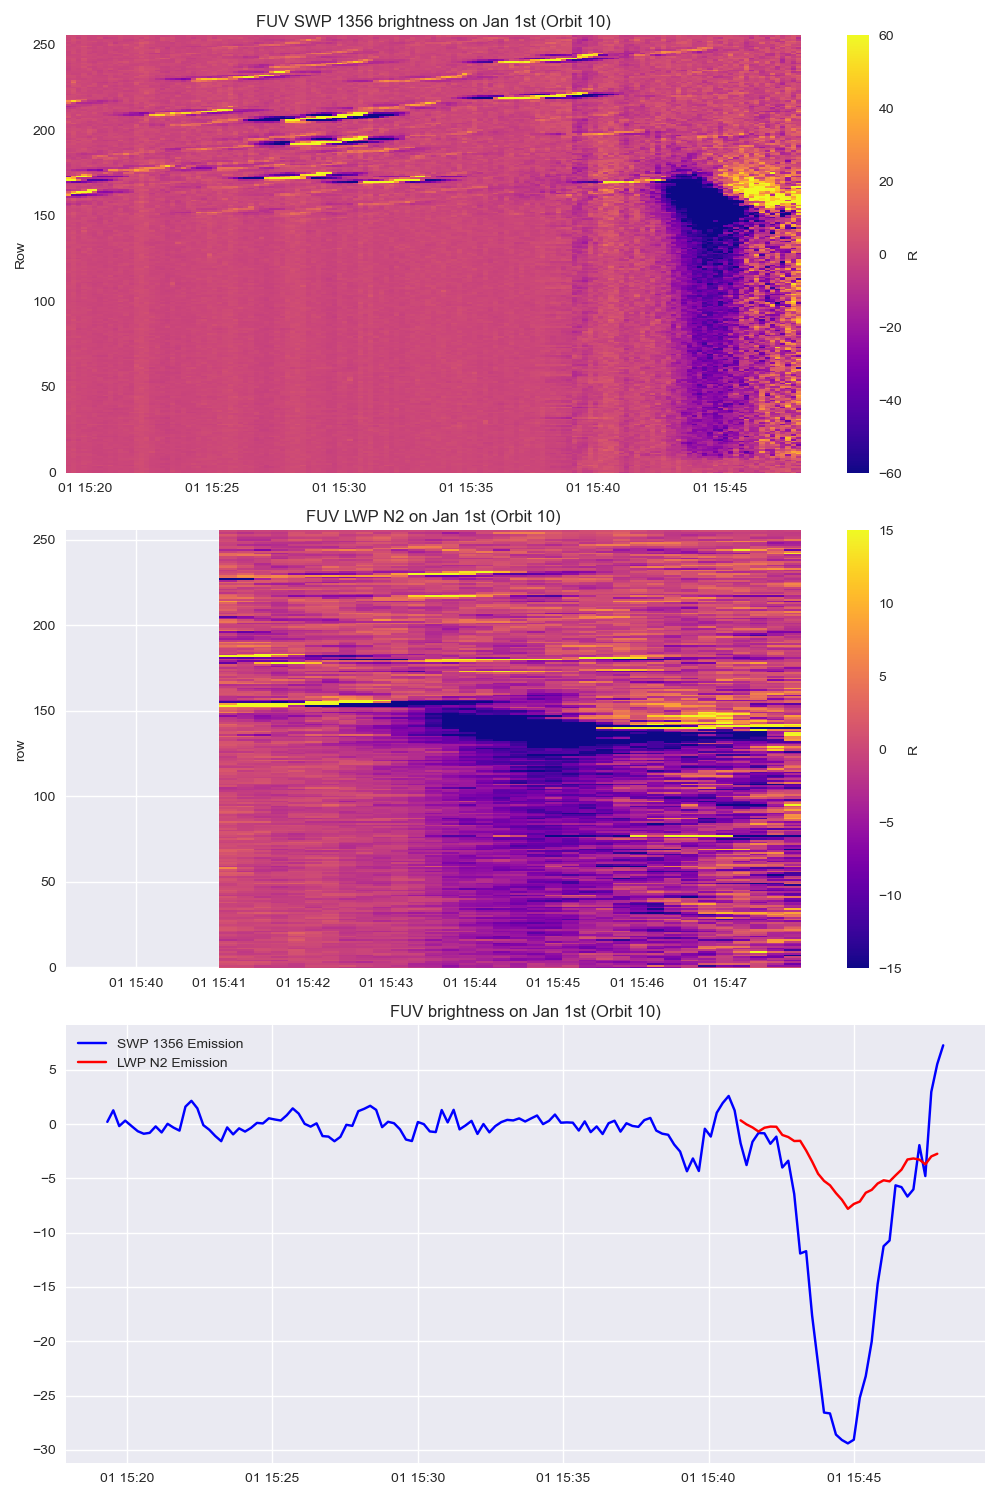 FUV SWP 1356 brightness on Jan 1st (Orbit 10)
250
200
150
100
50
0
Row
01 15:20 01 15:25 01 15:30 01 15:35 01 15:40 01 15:45
60
40
20
0
−20
−40
−60
R
FUV LWP N2 on Jan 1st (Orbit 10)
250
200
150
100
50
0
row
01 15:40 01 15:41 01 15:42 01 15:43 01 15:44 01 15:45 01 15:46 01 15:47
15
10
5
0
−5
−10
−15
R
FUV brightness on Jan 1st (Orbit 10)
SWP 1356 Emission
LWP N2 Emission
5
0
−5
−10
−15
−20
−25
−30
01 15:20 01 15:25 01 15:30 01 15:35 01 15:40 01 15:45